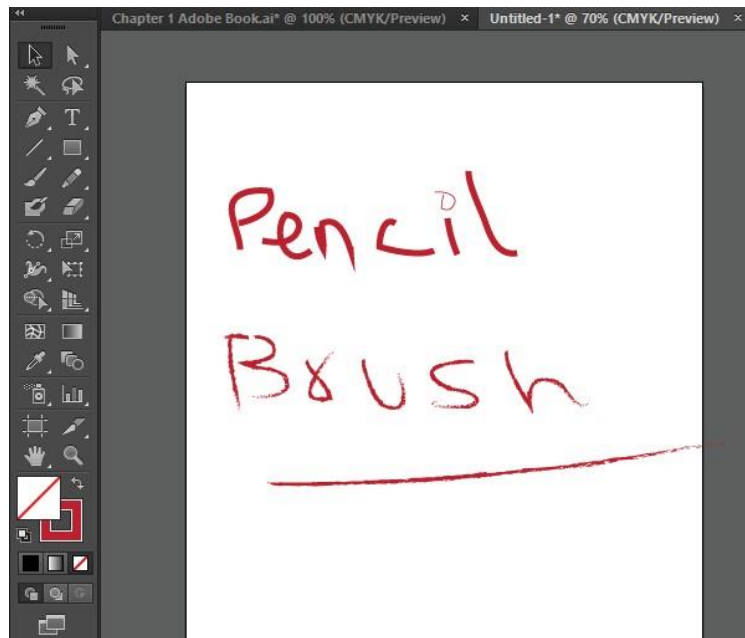 Chapter 1 Adobe Book.ai* @ 100% (CMYK/Preview) × Untitled-1* @ 70% (CMYK/Preview) ×
Pencil
Brush